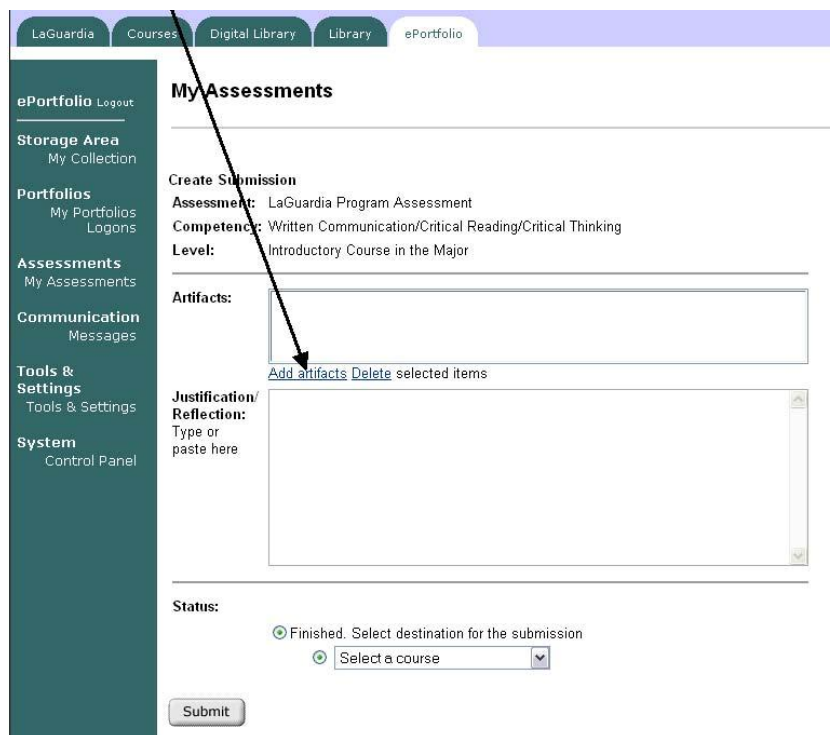 LaGuardia Courses Digital Library Library ePortfolio
ePortfolio Logout
Storage Area
My Collection
Portfolios
My Portfolios
Logons
Assessments
My Assessments
Communication
Messages
Tools &
Settings
Tools & Settings
System
Control Panel
My Assessments
Create Submission
Assessment: LaGuardia Program Assessment
Competency: Written Communication/Critical Reading/Critical Thinking
Level: Introductory Course in the Major
Artifacts:
Add artifacts Delete selected items
Justification/
Reflection:
Type or
paste here
Status:
Finished. Select destination for the submission
Select a course
Submit